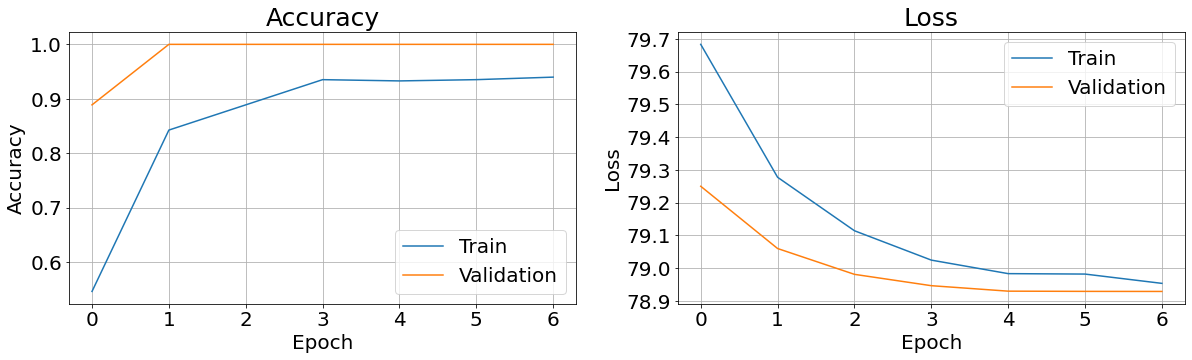 Accuracy
1.0
0.9
0.8
0.7
0.6
Accuracy
Train
Validation
0 1 2 3 4 5 6
Epoch
Loss
79.7
79.6
79.5
79.4
79.3
79.2
79.1
79.0
78.9
Loss
Train
Validation
0 1 2 3 4 5 6
Epoch